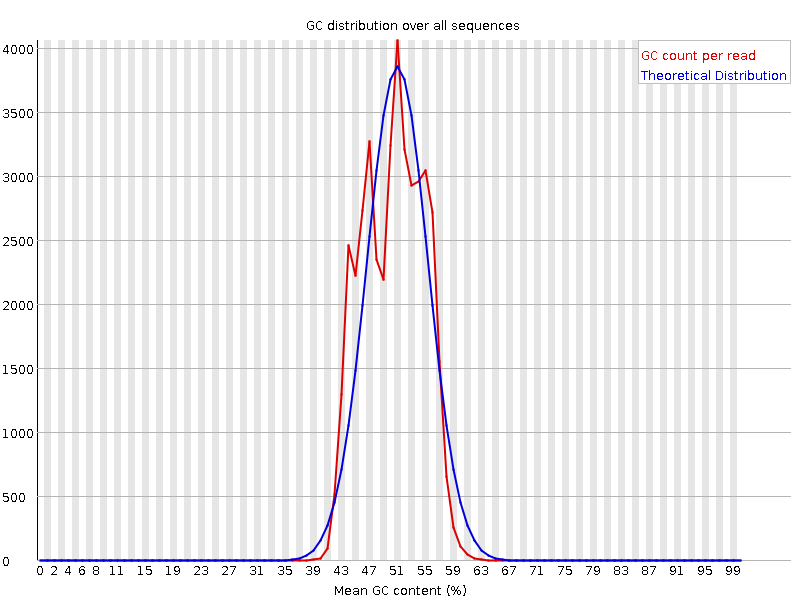 GC distribution over all sequences
GC count per read
Theoretical Distribution
4000
3500
3000
2500
2000
1500
1000
500
0
0 2 4 6 8 11 15 19 23 27 31 35 39 43 47 51 55 59 63 67 71 75 79 83 87 91 95 99
Mean GC content (%)